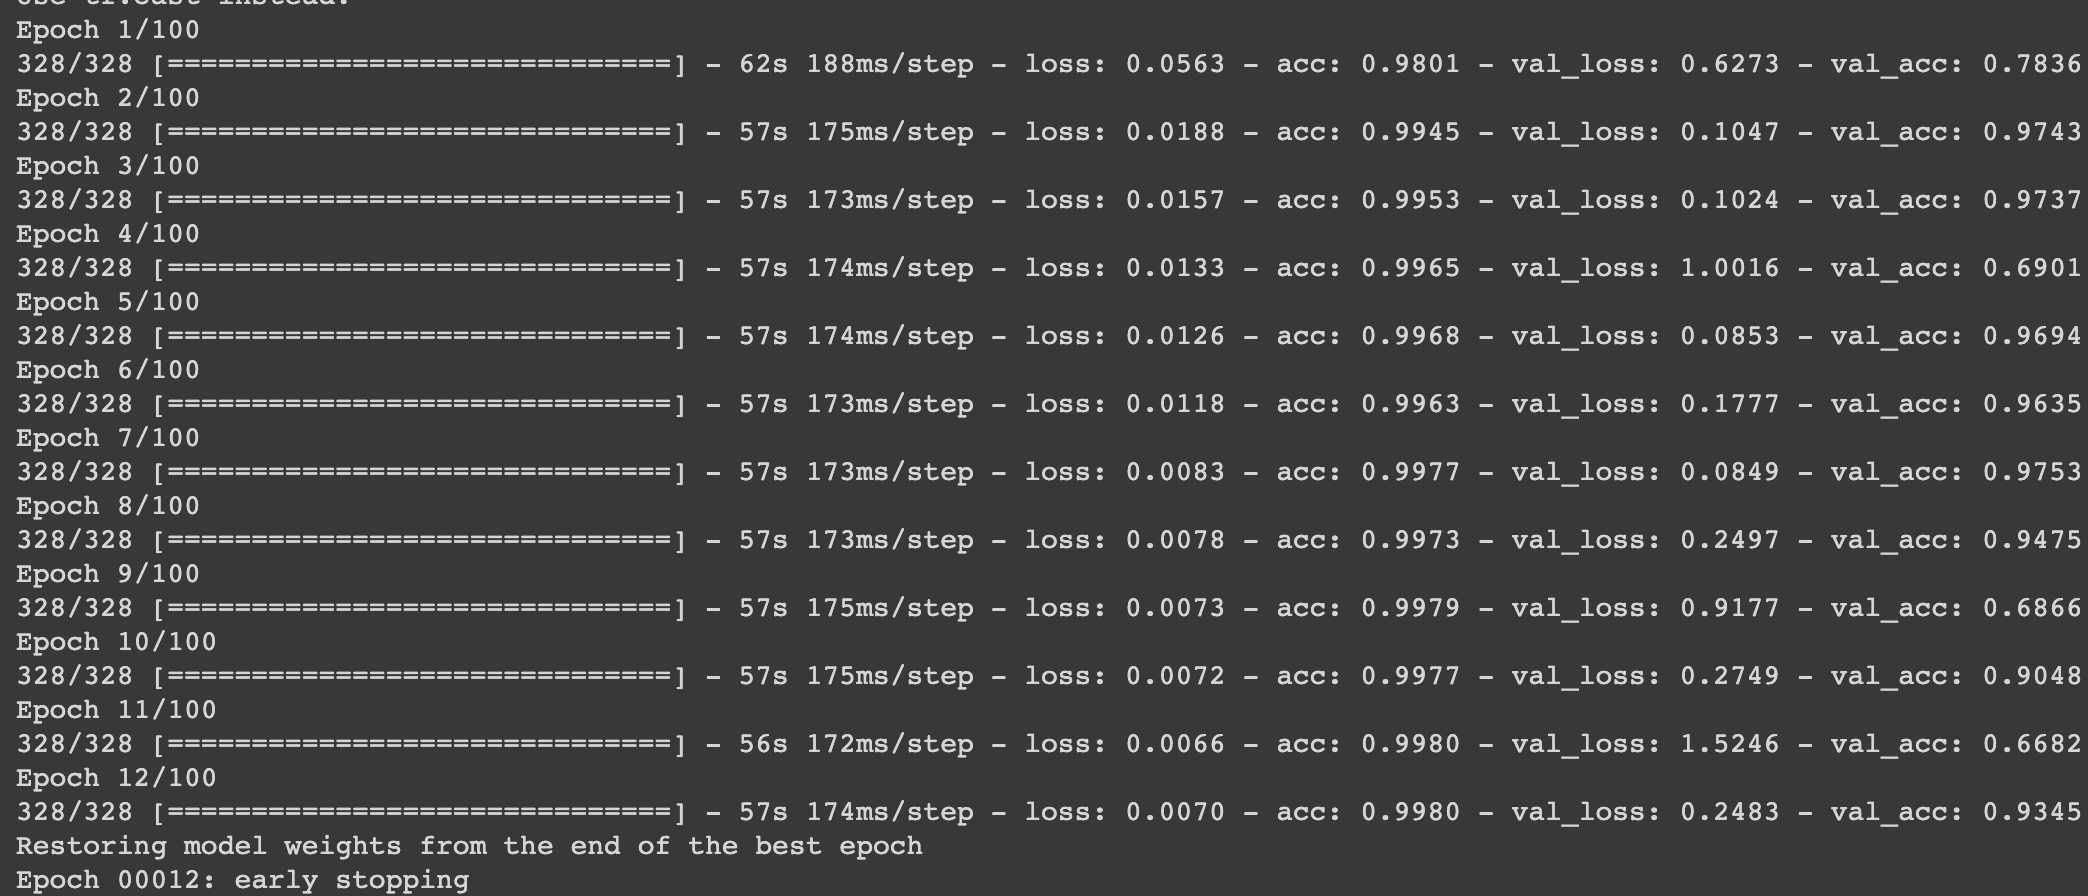 use tf.cast instead.
Epoch 1/100
328/328 [==============================] - 62s 188ms/step - loss: 0.0563 - acc: 0.9801 - val_loss: 0.6273 - val_acc: 0.7836
Epoch 2/100
328/328 [==============================] - 57s 175ms/step - loss: 0.0188 - acc: 0.9945 - val_loss: 0.1047 - val_acc: 0.9743
Epoch 3/100
328/328 [==============================] - 57s 173ms/step - loss: 0.0157 - acc: 0.9953 - val_loss: 0.1024 - val_acc: 0.9737
Epoch 4/100
328/328 [==============================] - 57s 174ms/step - loss: 0.0133 - acc: 0.9965 - val_loss: 1.0016 - val_acc: 0.6901
Epoch 5/100
328/328 [==============================] - 57s 174ms/step - loss: 0.0126 - acc: 0.9968 - val_loss: 0.0853 - val_acc: 0.9694
Epoch 6/100
328/328 [==============================] - 57s 173ms/step - loss: 0.0118 - acc: 0.9963 - val_loss: 0.1777 - val_acc: 0.9635
Epoch 7/100
328/328 [==============================] - 57s 173ms/step - loss: 0.0083 - acc: 0.9977 - val_loss: 0.0849 - val_acc: 0.9753
Epoch 8/100
328/328 [==============================] - 57s 173ms/step - loss: 0.0078 - acc: 0.9973 - val_loss: 0.2497 - val_acc: 0.9475
Epoch 9/100
328/328 [==============================] - 57s 175ms/step - loss: 0.0073 - acc: 0.9979 - val_loss: 0.9177 - val_acc: 0.6866
Epoch 10/100
328/328 [==============================] - 57s 175ms/step - loss: 0.0072 - acc: 0.9977 - val_loss: 0.2749 - val_acc: 0.9048
Epoch 11/100
328/328 [==============================] - 56s 172ms/step - loss: 0.0066 - acc: 0.9980 - val_loss: 1.5246 - val_acc: 0.6682
Epoch 12/100
328/328 [==============================] - 57s 174ms/step - loss: 0.0070 - acc: 0.9980 - val_loss: 0.2483 - val_acc: 0.9345
Restoring model weights from the end of the best epoch
Epoch 00012: early stopping